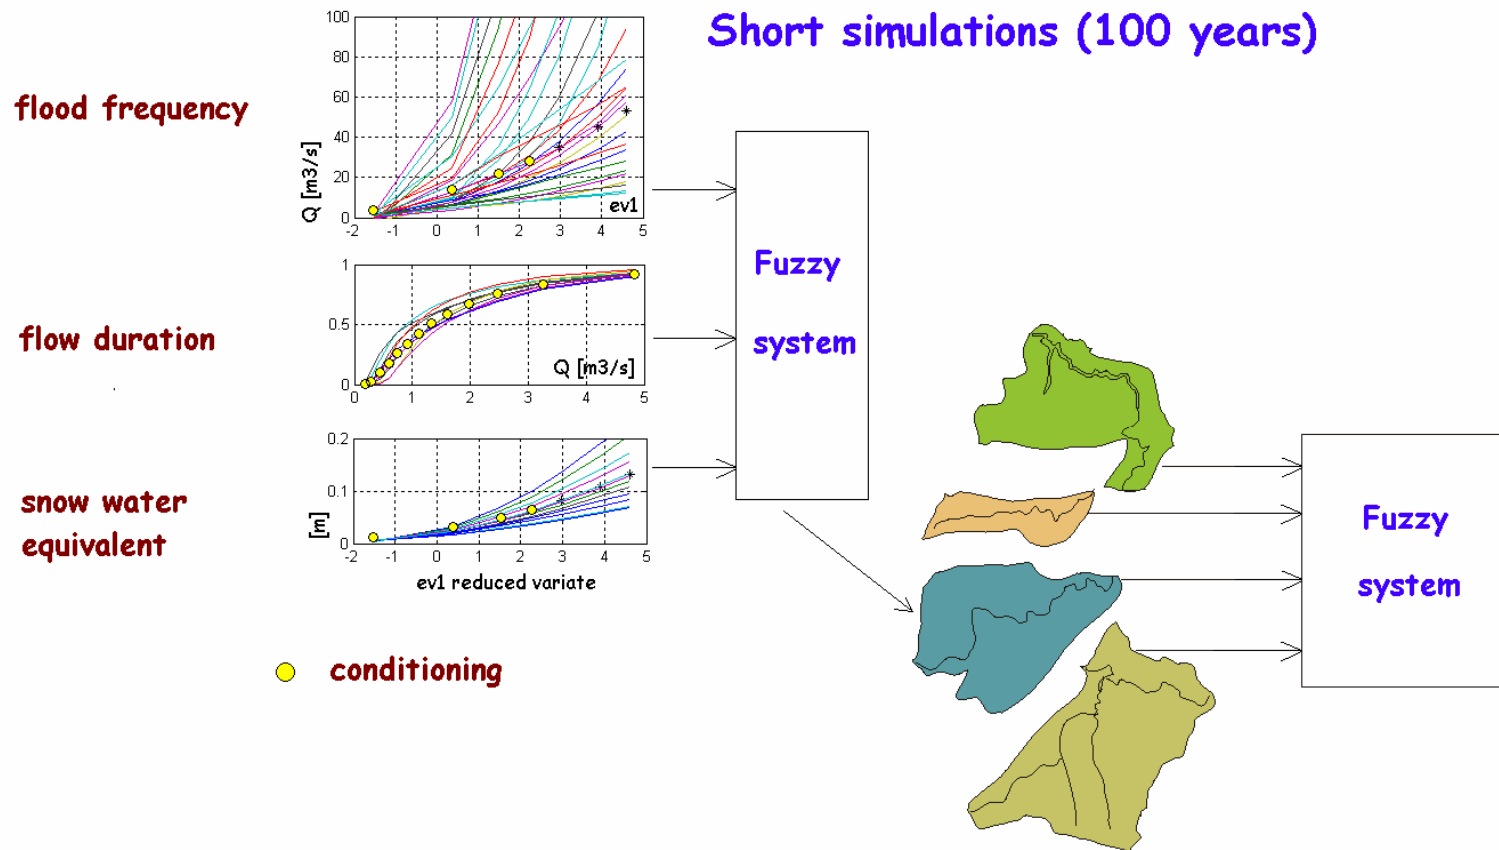 Short simulations (100 years)
flood frequency
Q [m3/s]
100
80
60
40
20
0
-2 -1 0 1 2 3 4 5
ev1
flow duration
1
0.5
0
0 1 2 3 4 5
Q [m3/s]
snow water
equivalent
[m]
0.2
0.1
0
-2 -1 0 1 2 3 4 5
ev1 reduced variate
conditioning
Fuzzy
system
Fuzzy
system